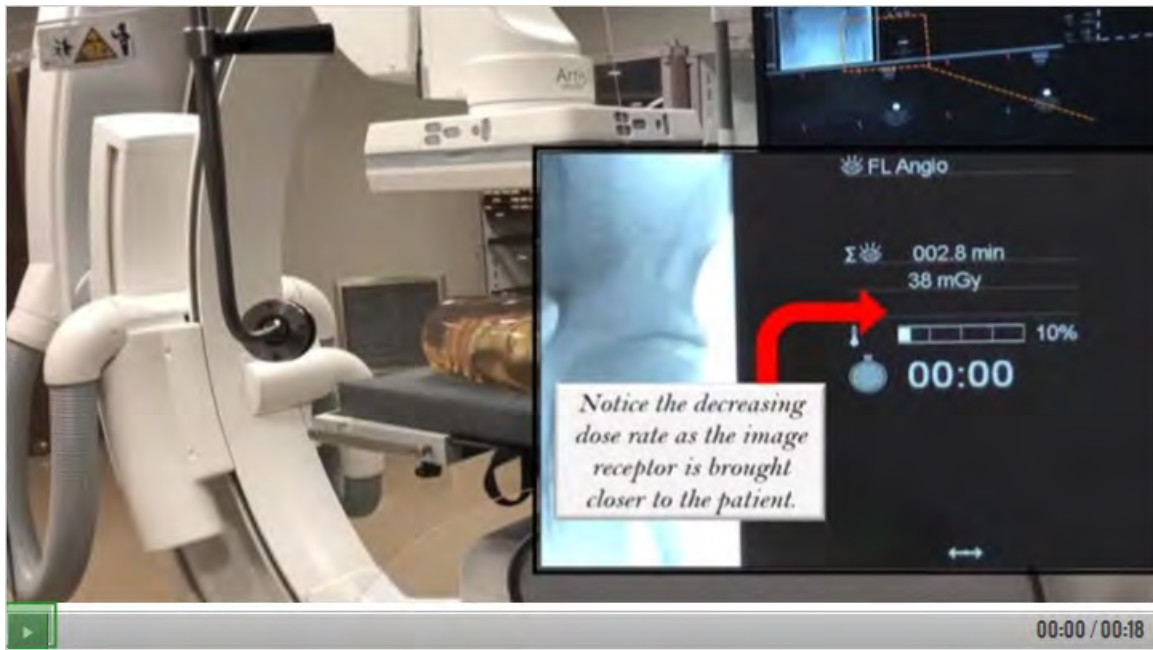 Artis
FL Angio
Σ 002.8 min
38 mGy
10%
00:00
Notice the decreasing
dose rate as the image
receptor is brought
closer to the patient.
00:00 / 00:18